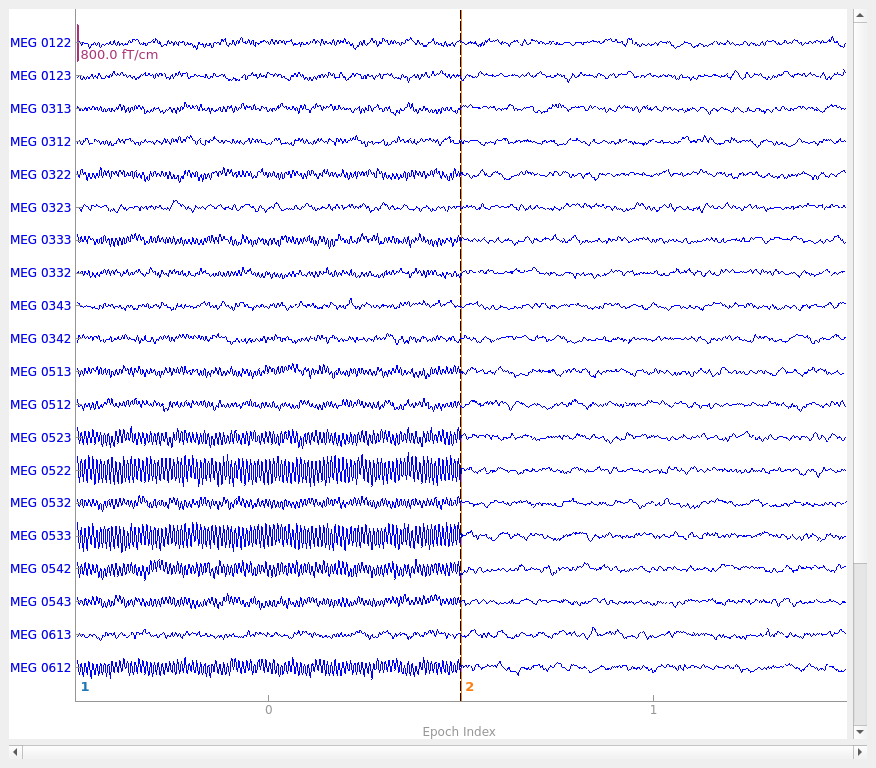 MEG 0122
800.0 fT/cm
MEG 0123
MEG 0313
MEG 0312
MEG 0322
MEG 0323
MEG 0333
MEG 0332
MEG 0343
MEG 0342
MEG 0513
MEG 0512
MEG 0523
MEG 0522
MEG 0532
MEG 0533
MEG 0542
MEG 0543
MEG 0613
MEG 0612
1 2
0 1
Epoch Index